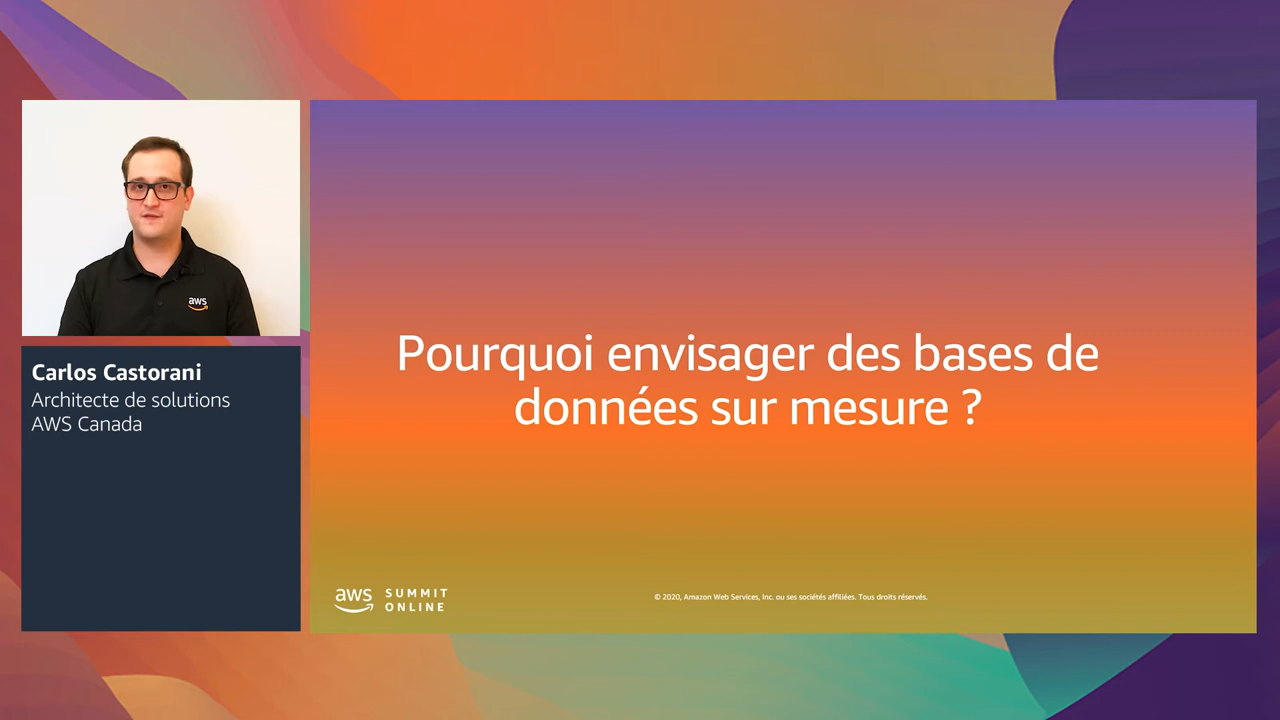 aws
Carlos Castorani
Architecte de solutions
AWS Canada
Pourquoi envisager des bases de
données sur mesure ?
aws SUMMIT
ONLINE
© 2020, Amazon Web Services, Inc. ou ses sociétés affiliées. Tous droits réservés.